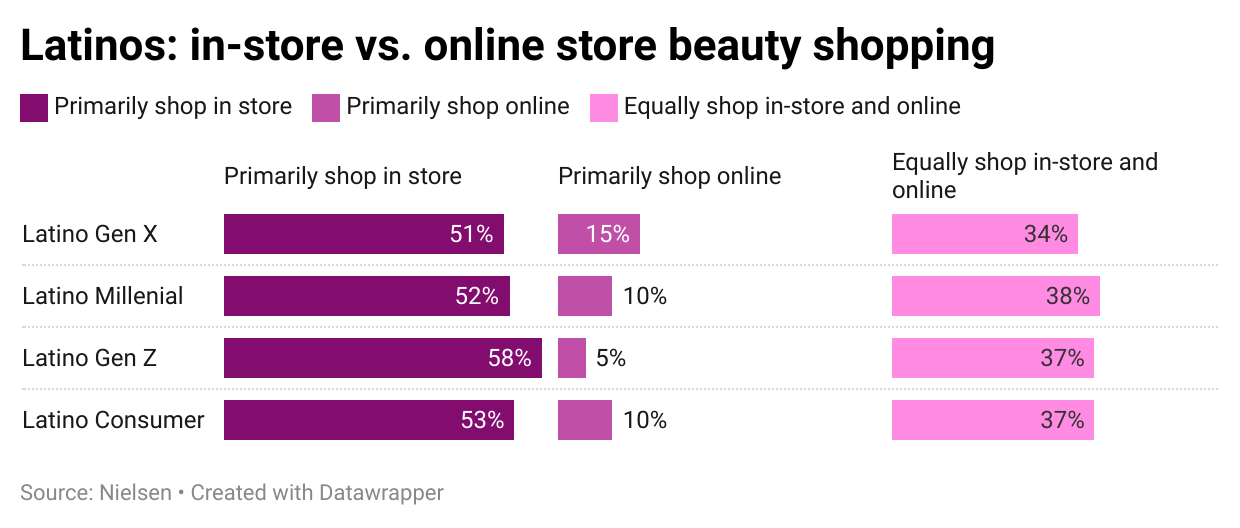 Latinos: in-store vs. online store beauty shopping
Primarily shop in store Primarily shop online Equally shop in-store and online
Primarily shop in store Primarily shop online Equally shop in-store and
online
Latino Gen X 51% 15% 34%
Latino Millenial 52% 10% 38%
Latino Gen Z 58% 5% 37%
Latino Consumer 53% 10% 37%
Source: Nielsen • Created with Datawrapper